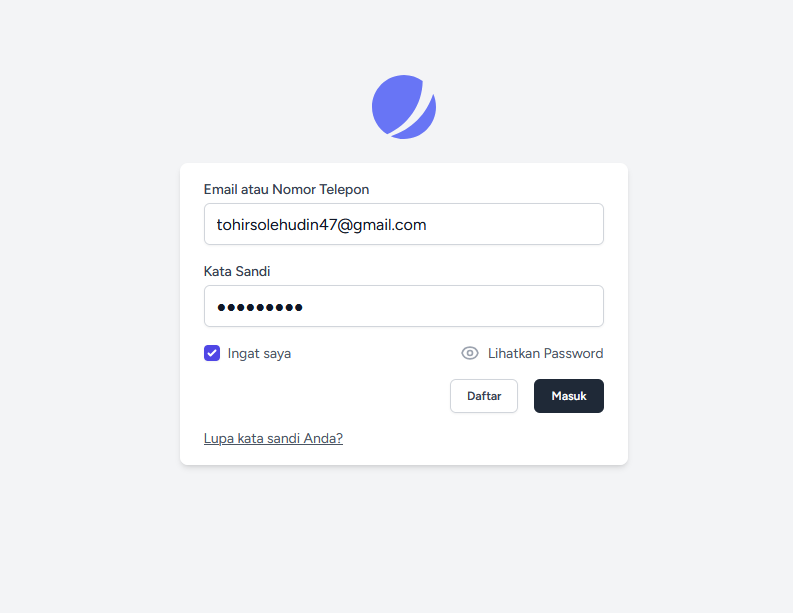 Email atau Nomor Telepon
tohirsolehudin47@gmail.com
Kata Sandi
●●●●●●●●●
Ingat saya
Lihatkan Password
Daftar
Masuk
Lupa kata sandi Anda?